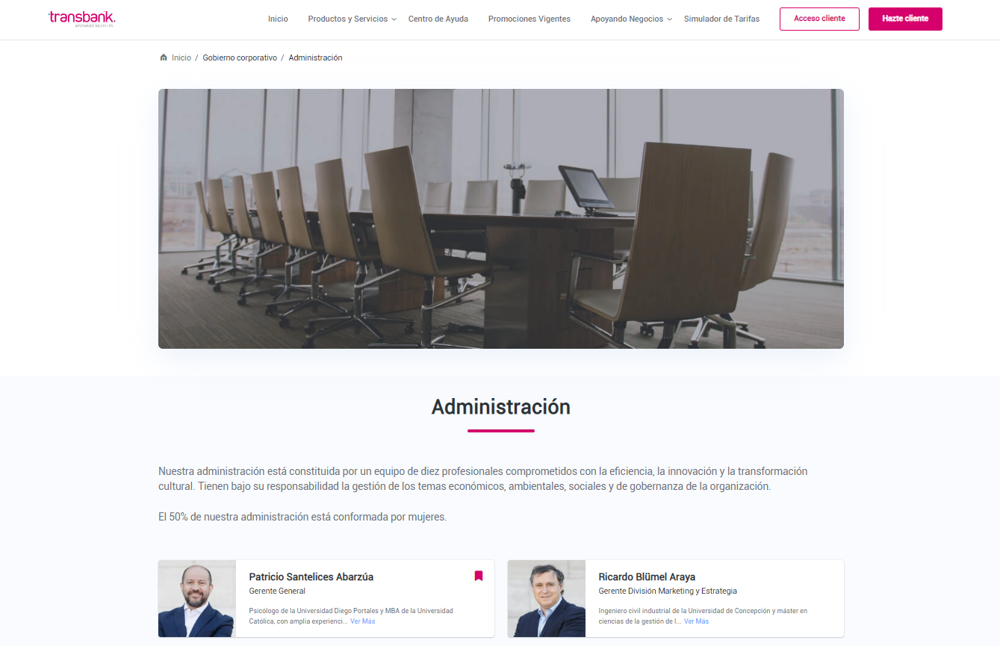 transbank.
APOYANDO NEGOCIOS
Inicio
Productos y Servicios
Centro de Ayuda
Promociones Vigentes
Apoyando Negocios
Simulador de Tarifas
Acceso cliente
Hazte cliente
Inicio / Gobierno corporativo / Administración
Administración
Nuestra administración está constituida por un equipo de diez profesionales comprometidos con la eficiencia, la innovación y la transformación
cultural. Tienen bajo su responsabilidad la gestión de los temas económicos, ambientales, sociales y de gobernanza de la organización.
El 50% de nuestra administración está conformada por mujeres.
Patricio Santelices Abarzúa
Gerente General
Psicólogo de la Universidad Diego Portales y MBA de la Universidad
Católica, con amplia experienci... Ver Más
Ricardo Blümel Araya
Gerente División Marketing y Estrategia
Ingeniero civil industrial de la Universidad de Concepción y máster en
ciencias de la gestión de l... Ver Más